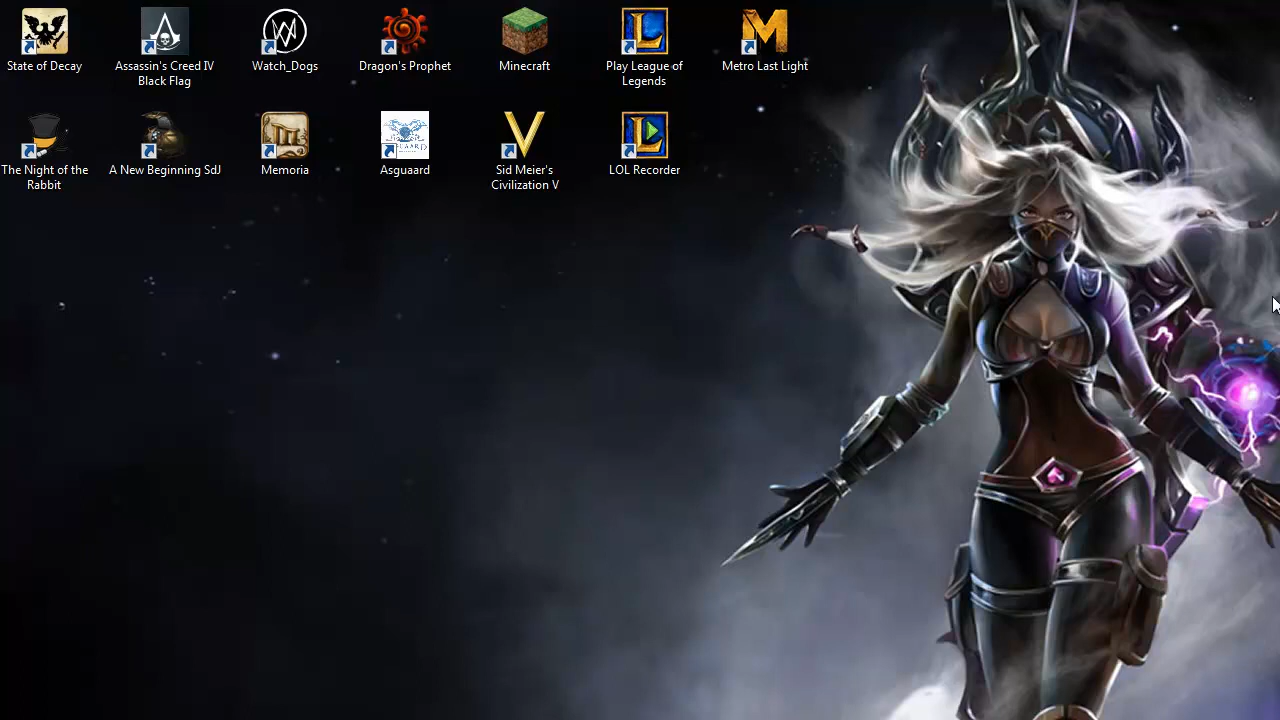 State of Decay
Assassin's Creed IV
Black Flag
Watch_Dogs
Dragon's Prophet
Minecraft
Play League of
Legends
Metro Last Light
The Night of the
Rabbit
A New Beginning SdJ
Memoria
Asguaard
Sid Meier's
Civilization V
LOL Recorder